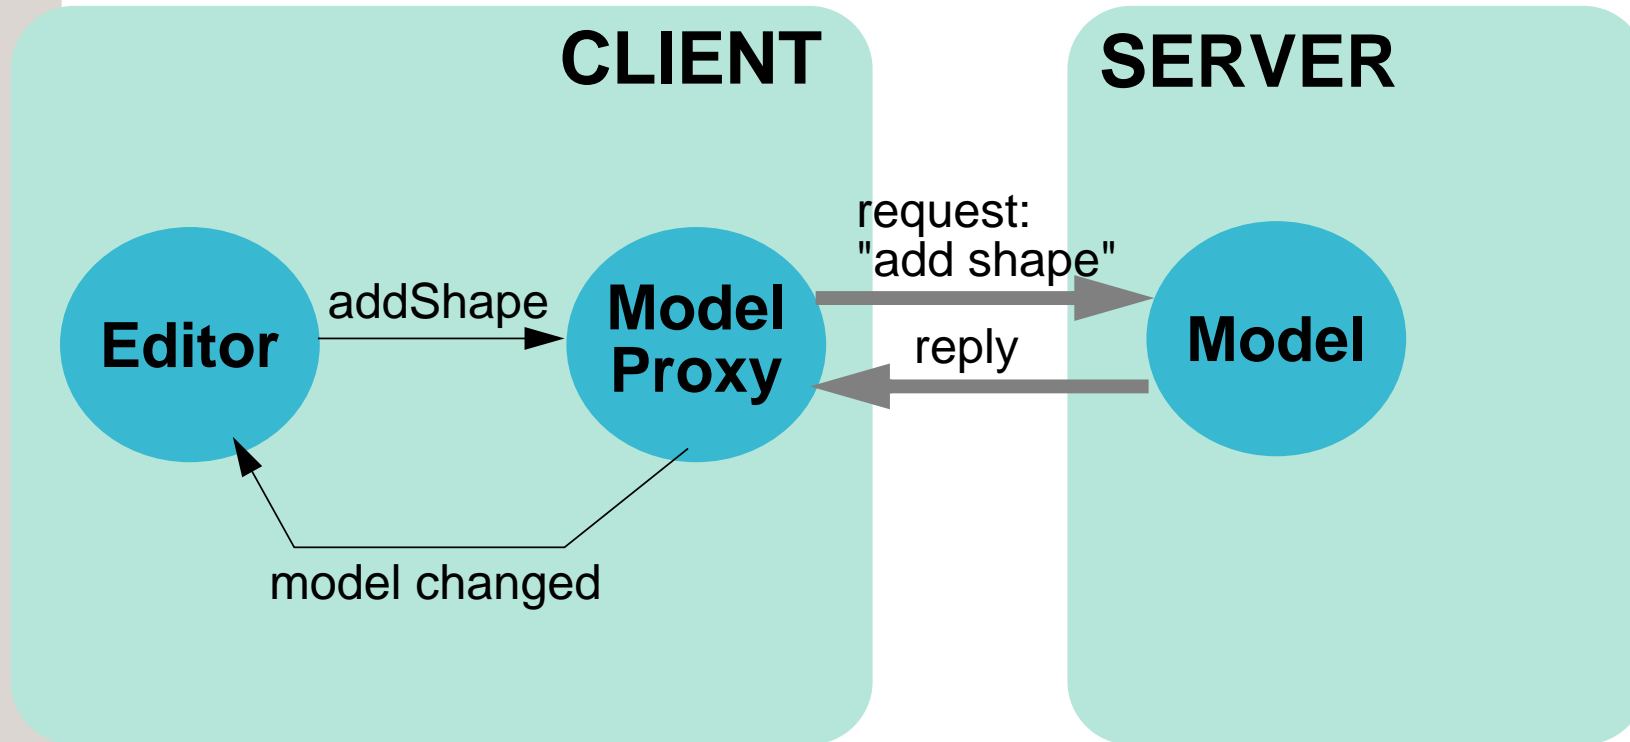 CLIENT
SERVER
request:
"add shape"
addShape
Editor
Model
Proxy
reply
Model
model changed